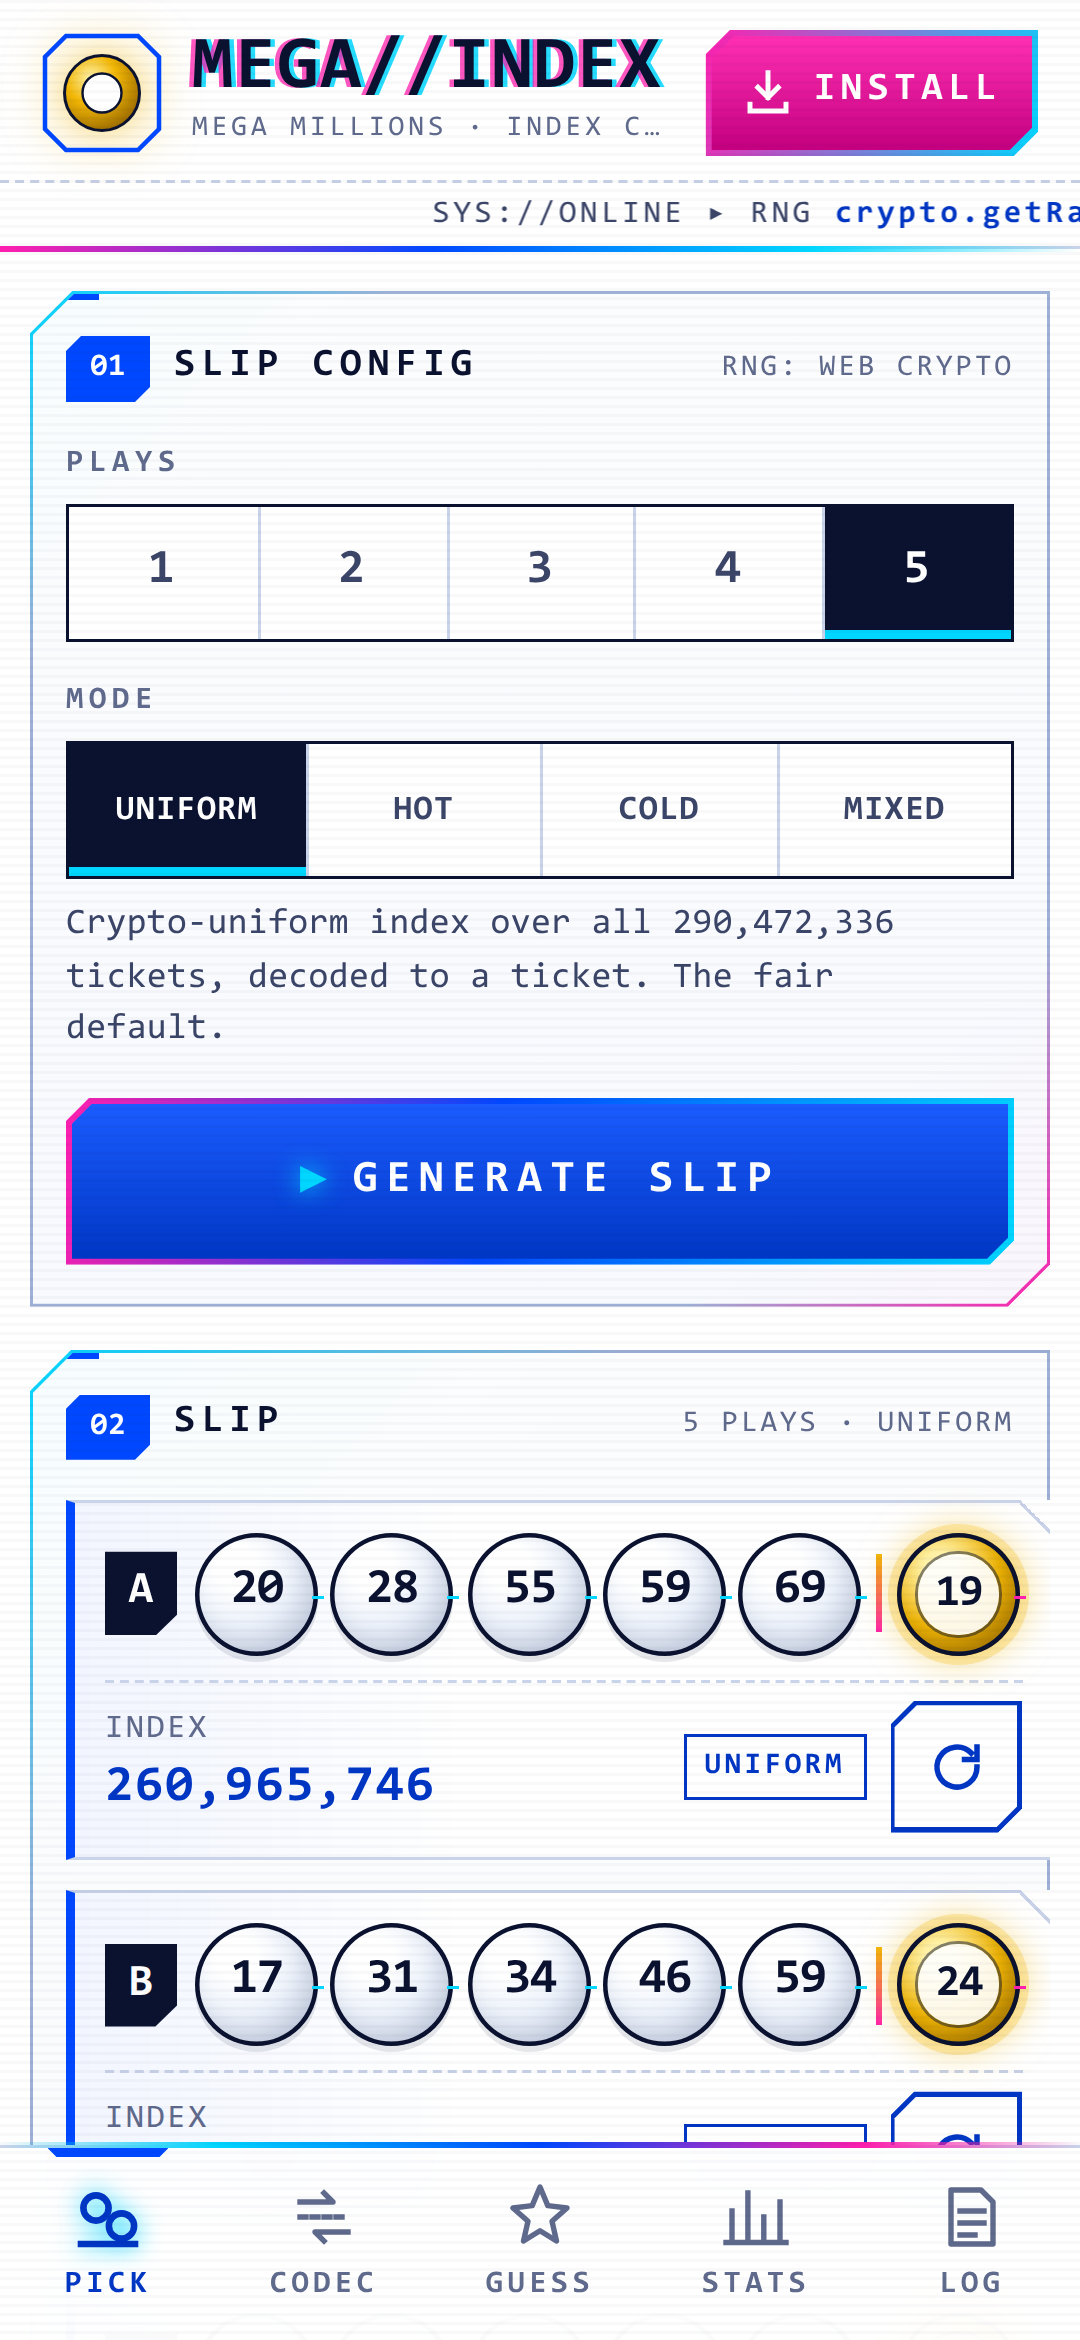 MEGA//INDEX
MEGA MILLIONS · INDEX C…
INSTALL
SYS://ONLINE ▸ RNG crypto.getRa
01 SLIP CONFIG
RNG: WEB CRYPTO
PLAYS
1 2 3 4 5
MODE
UNIFORM HOT COLD MIXED
Crypto-uniform index over all 290,472,336
tickets, decoded to a ticket. The fair
default.
▶ GENERATE SLIP
02 SLIP
5 PLAYS · UNIFORM
A 20 28 55 59 69 19
INDEX
260,965,746
UNIFORM
B 17 31 34 46 59 24
INDEX
PICK CODEC GUESS STATS LOG